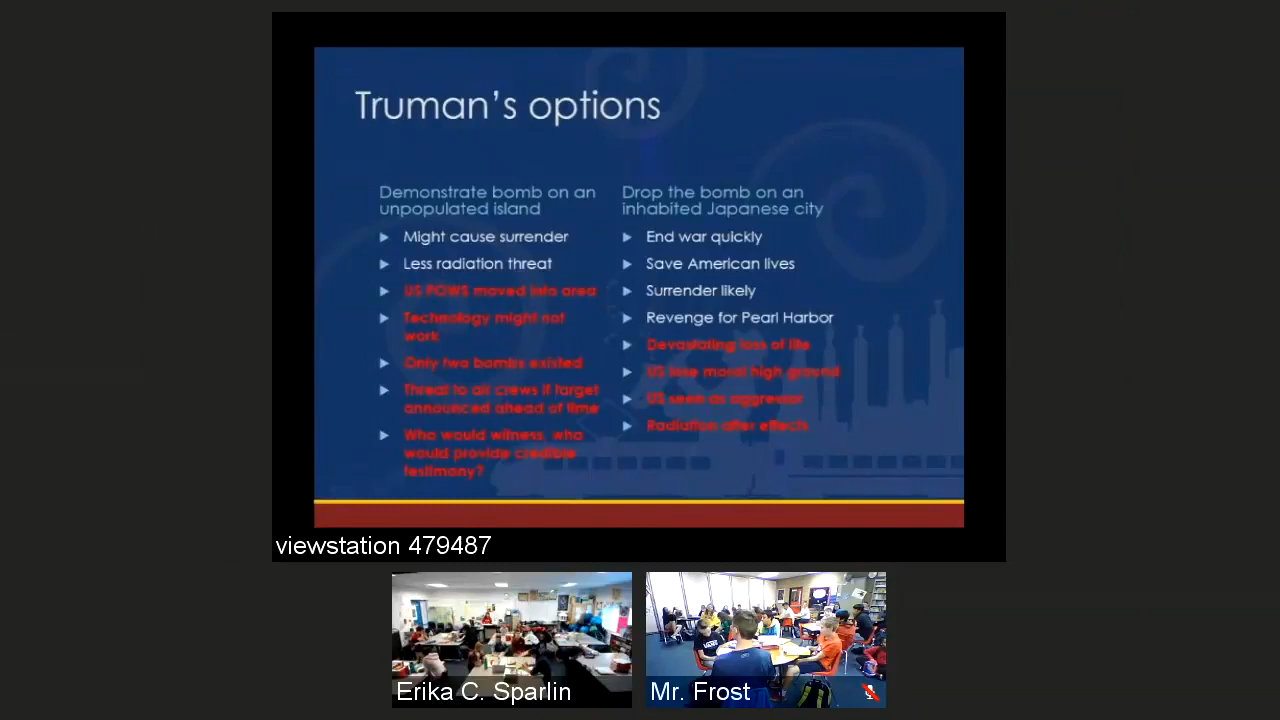 Truman's options
Demonstrate bomb on an
unpopulated island
Might cause surrender
Less radiation threat
US POWS moved into area
Technology might not
work
Only two bombs existed
Threat to air crews if target
announced ahead of time
Who would witness, who
would provide credible
testimony?
Drop the bomb on an
inhabited Japanese city
End war quickly
Save American lives
Surrender likely
Revenge for Pearl Harbor
Devastating loss of life
US lose moral high ground
US seen as aggressor
Radiation after effects
viewstation 479487
Erika C. Sparlin
Mr. Frost